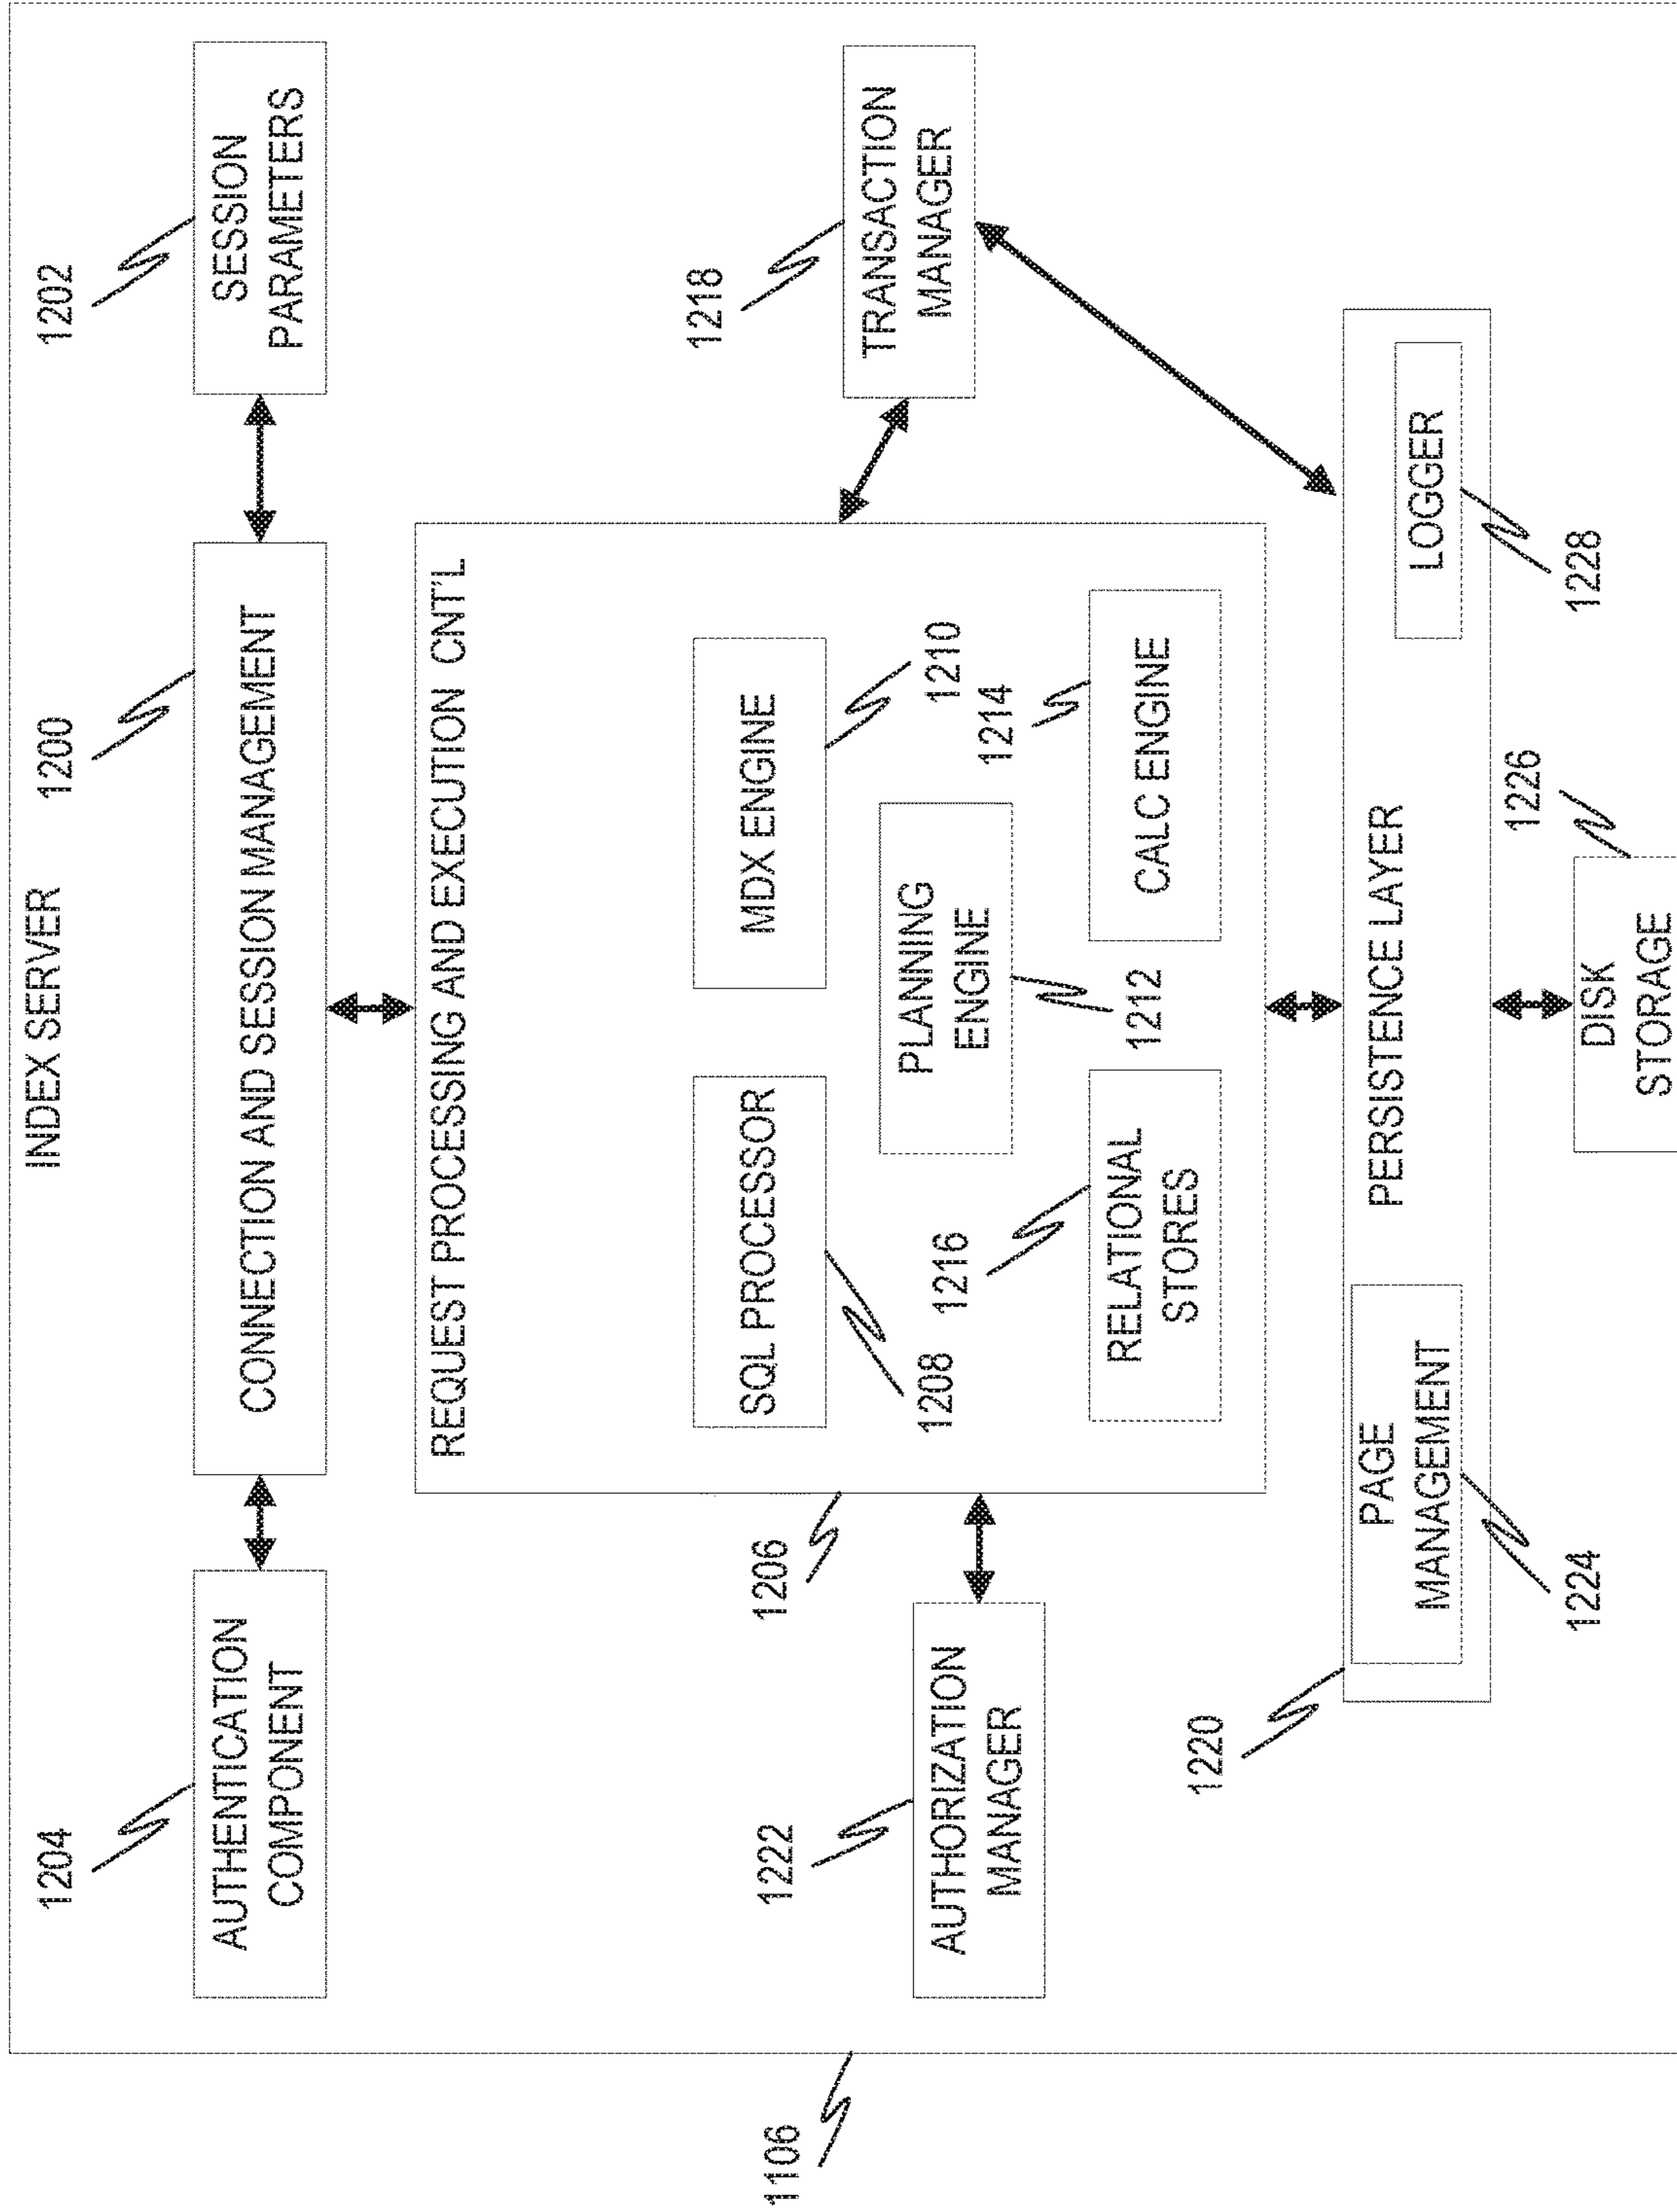 INDEX SERVER
1106
1204
1200
1202
AUTHENTICATION
COMPONENT
CONNECTION AND SESSION MANAGEMENT
SESSION
PARAMETERS
REQUEST PROCESSING AND EXECUTION CNT'L
1206
SQL PROCESSOR
1208
MDX ENGINE
1210
PLANNING
ENGINE
1212
1216
RELATIONAL
STORES
1214
CALC ENGINE
1218
TRANSACTION
MANAGER
1222
AUTHORIZATION
MANAGER
1220
PAGE
MANAGEMENT
1224
PERSISTENCE LAYER
LOGGER
1228
1226
DISK
STORAGE